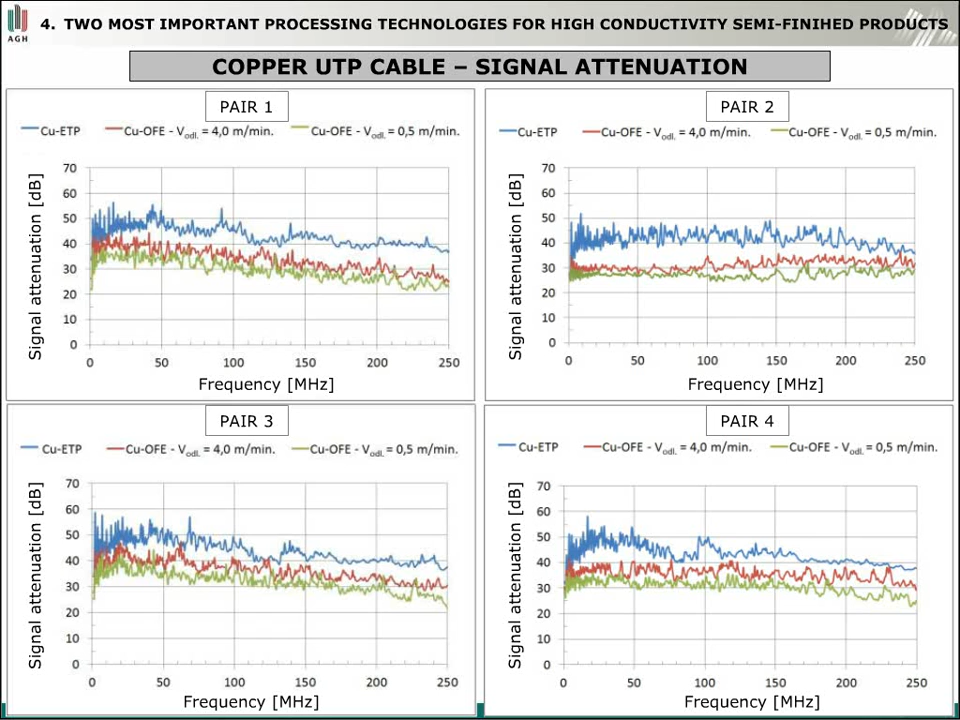 AGH
4. TWO MOST IMPORTANT PROCESSING TECHNOLOGIES FOR HIGH CONDUCTIVITY SEMI-FINIHED PRODUCTS
COPPER UTP CABLE – SIGNAL ATTENUATION
PAIR 1
Cu-ETP Cu-OFE - Vodl. = 4,0 m/min. Cu-OFE - Vodl. = 0,5 m/min.
Signal attenuation [dB]
70
60
50
40
30
20
10
0
0 50 100 150 200 250
Frequency [MHz]
PAIR 2
Cu-ETP Cu-OFE - Vodl. = 4,0 m/min. Cu-OFE - Vodl. = 0,5 m/min.
Signal attenuation [dB]
70
60
50
40
30
20
10
0
0 50 100 150 200 250
Frequency [MHz]
PAIR 3
Cu-ETP Cu-OFE - Vodl. = 4,0 m/min. Cu-OFE - Vodl. = 0,5 m/min.
Signal attenuation [dB]
70
60
50
40
30
20
10
0
0 50 100 150 200 250
Frequency [MHz]
PAIR 4
Cu-ETP Cu-OFE - Vodl. = 4,0 m/min. Cu-OFE - Vodl. = 0,5 m/min.
Signal attenuation [dB]
70
60
50
40
30
20
10
0
0 50 100 150 200 250
Frequency [MHz]